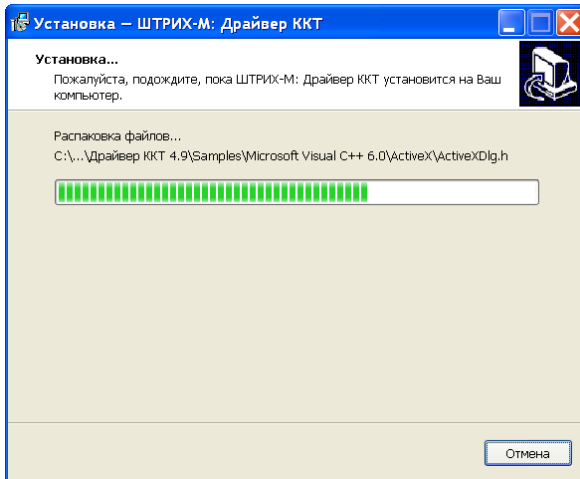 Установка — ШТРИХ-М: Драйвер ККТ
Установка...
Пожалуйста, подождите, пока ШТРИХ-М: Драйвер ККТ установится на Ваш
компьютер.
Распаковка файлов...
C:\...\Драйвер ККТ 4.9\Samples\Microsoft Visual C++ 6.0\ActiveX\ActiveXDlg.h
Отмена